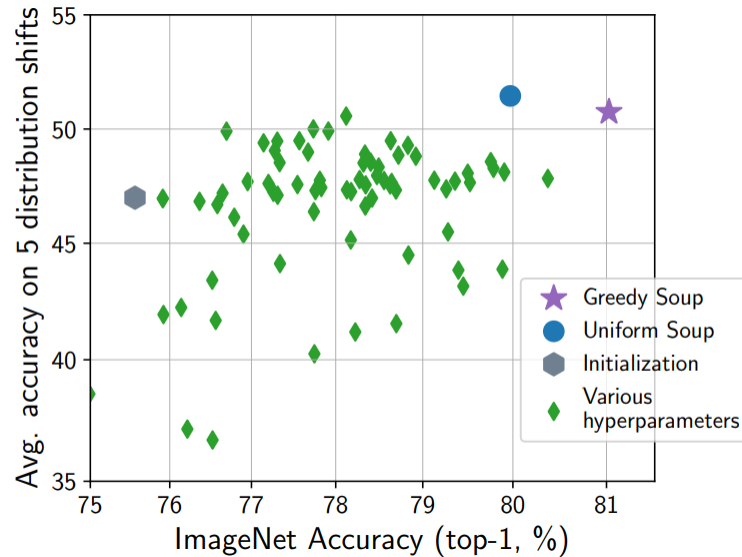 55
50
45
40
35
Avg. accuracy on 5 distribution shifts
Greedy Soup
Uniform Soup
Initialization
Various
hyperparameters
75 76 77 78 79 80 81
ImageNet Accuracy (top-1, %)